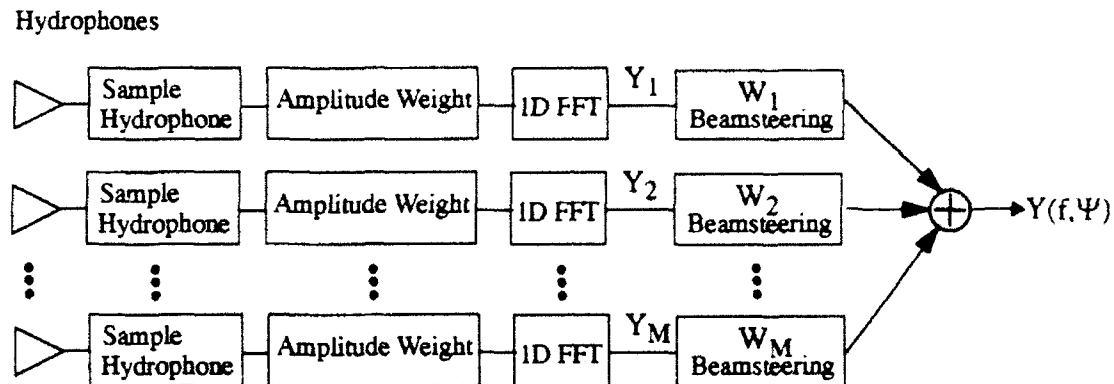 Hydrophones
Sample
Hydrophone
Amplitude Weight
1D FFT
Y1
W1
Beamsteering
Sample
Hydrophone
Amplitude Weight
1D FFT
Y2
W2
Beamsteering
Y(f,Ψ)
Sample
Hydrophone
Amplitude Weight
1D FFT
YM
WM
Beamsteering